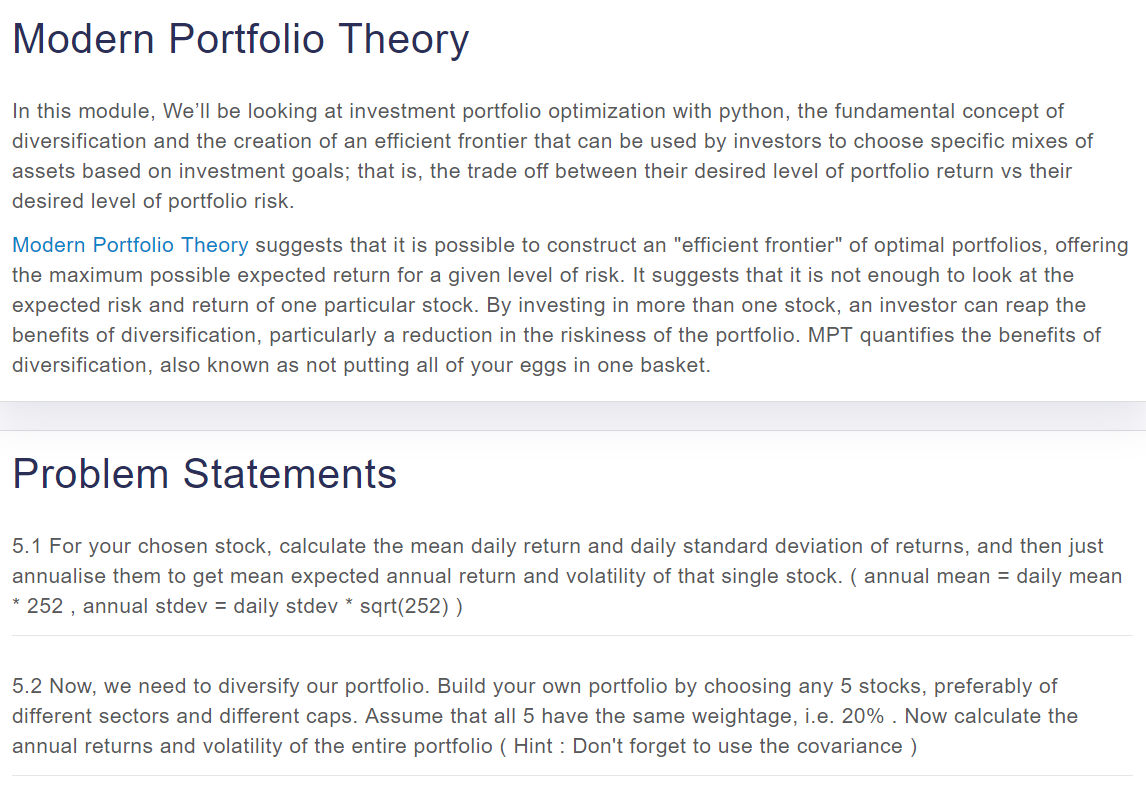 Modern Portfolio Theory
In this module, We’ll be looking at investment portfolio optimization with python, the fundamental concept of
diversification and the creation of an efficient frontier that can be used by investors to choose specific mixes of
assets based on investment goals; that is, the trade off between their desired level of portfolio return vs their
desired level of portfolio risk.
Modern Portfolio Theory suggests that it is possible to construct an "efficient frontier" of optimal portfolios, offering
the maximum possible expected return for a given level of risk. It suggests that it is not enough to look at the
expected risk and return of one particular stock. By investing in more than one stock, an investor can reap the
benefits of diversification, particularly a reduction in the riskiness of the portfolio. MPT quantifies the benefits of
diversification, also known as not putting all of your eggs in one basket.
Problem Statements
5.1 For your chosen stock, calculate the mean daily return and daily standard deviation of returns, and then just
annualise them to get mean expected annual return and volatility of that single stock. ( annual mean = daily mean
* 252 , annual stdev = daily stdev * sqrt(252) )
5.2 Now, we need to diversify our portfolio. Build your own portfolio by choosing any 5 stocks, preferably of
different sectors and different caps. Assume that all 5 have the same weightage, i.e. 20% . Now calculate the
annual returns and volatility of the entire portfolio ( Hint : Don't forget to use the covariance )